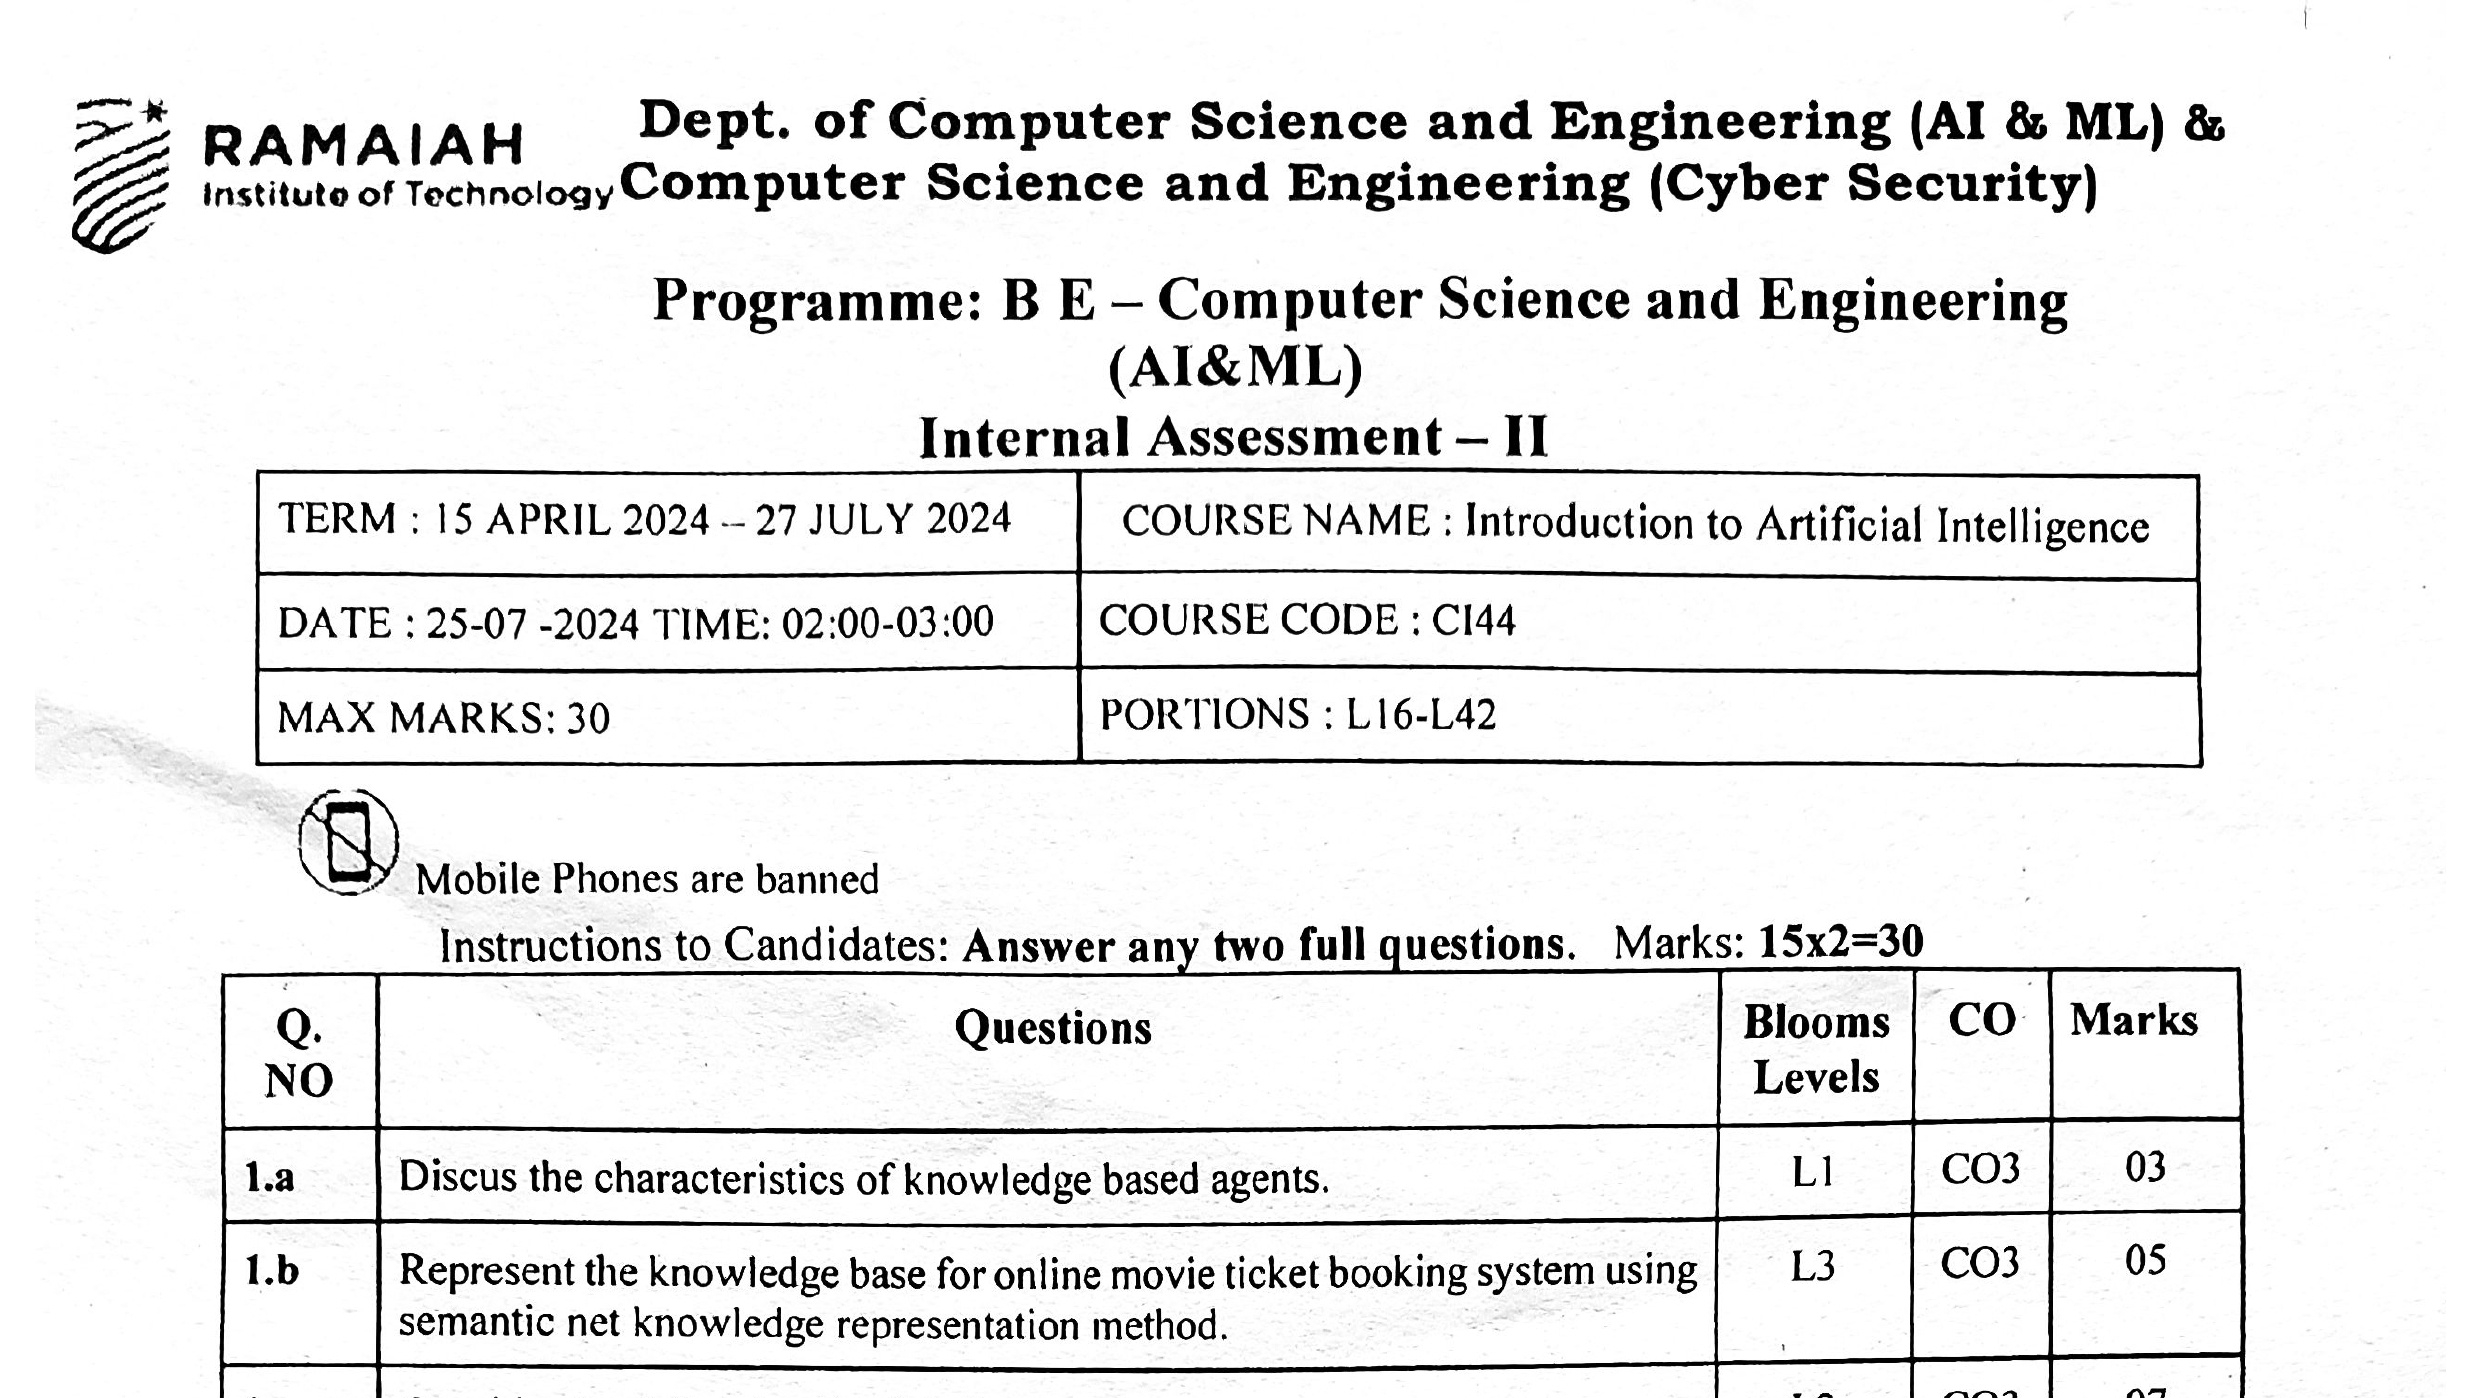 RAMAIAH
Institute of Technology
Dept. of Computer Science and Engineering (AI & ML) &
Computer Science and Engineering (Cyber Security)
Programme: B E – Computer Science and Engineering
(AI&ML)
Internal Assessment – II
TERM : 15 APRIL 2024 – 27 JULY 2024
COURSE NAME : Introduction to Artificial Intelligence
DATE : 25-07 -2024 TIME: 02:00-03:00
COURSE CODE : CI44
MAX MARKS: 30
PORTIONS : L16-L42
Mobile Phones are banned
Instructions to Candidates: Answer any two full questions. Marks: 15x2=30
Q. NO
Questions
Blooms Levels
CO
Marks
1.a
Discus the characteristics of knowledge based agents.
L1
CO3
03
1.b
Represent the knowledge base for online movie ticket booking system using
semantic net knowledge representation method.
L3
CO3
05